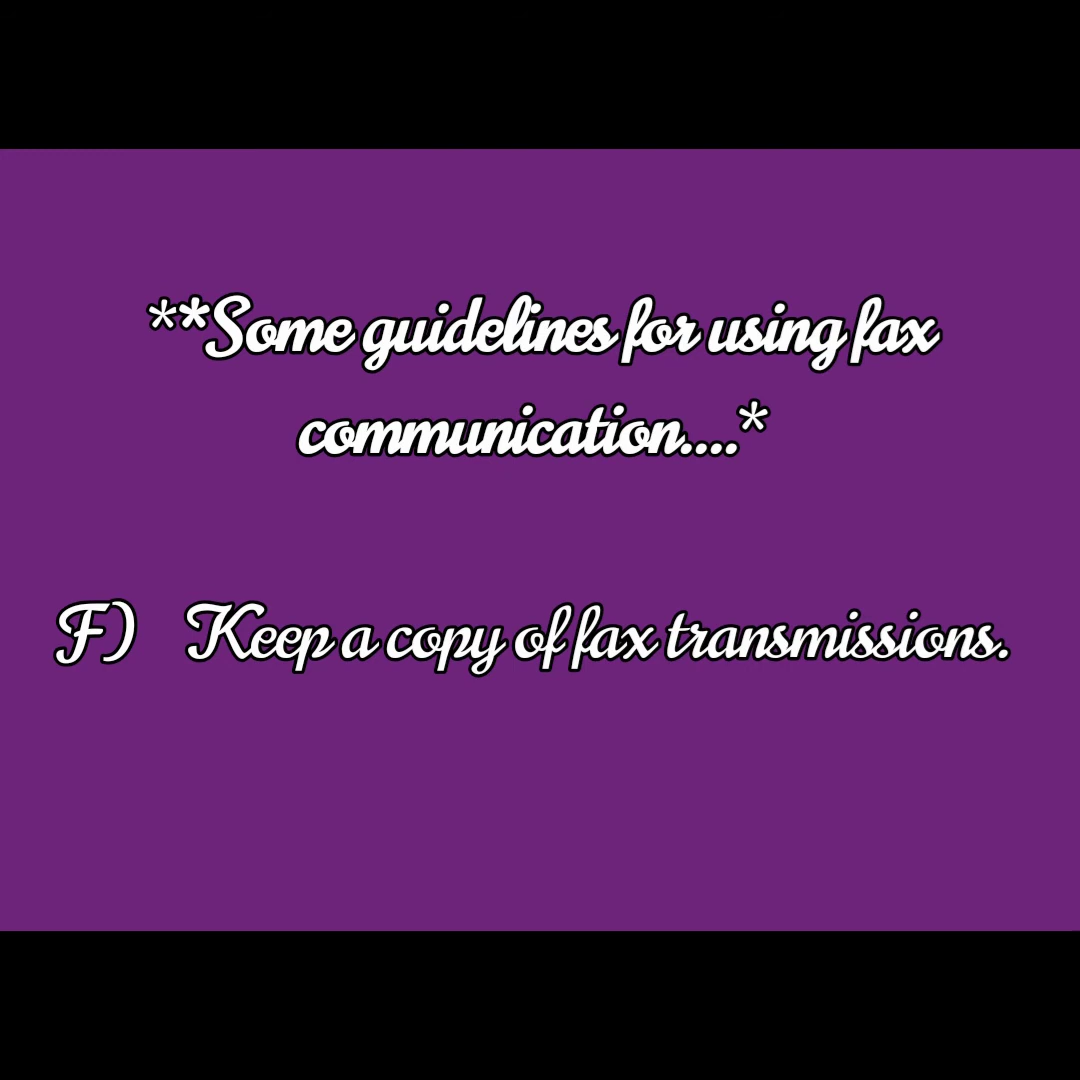 **Some guidelines for using fax
communication....*
F) Keep a copy of fax transmissions.